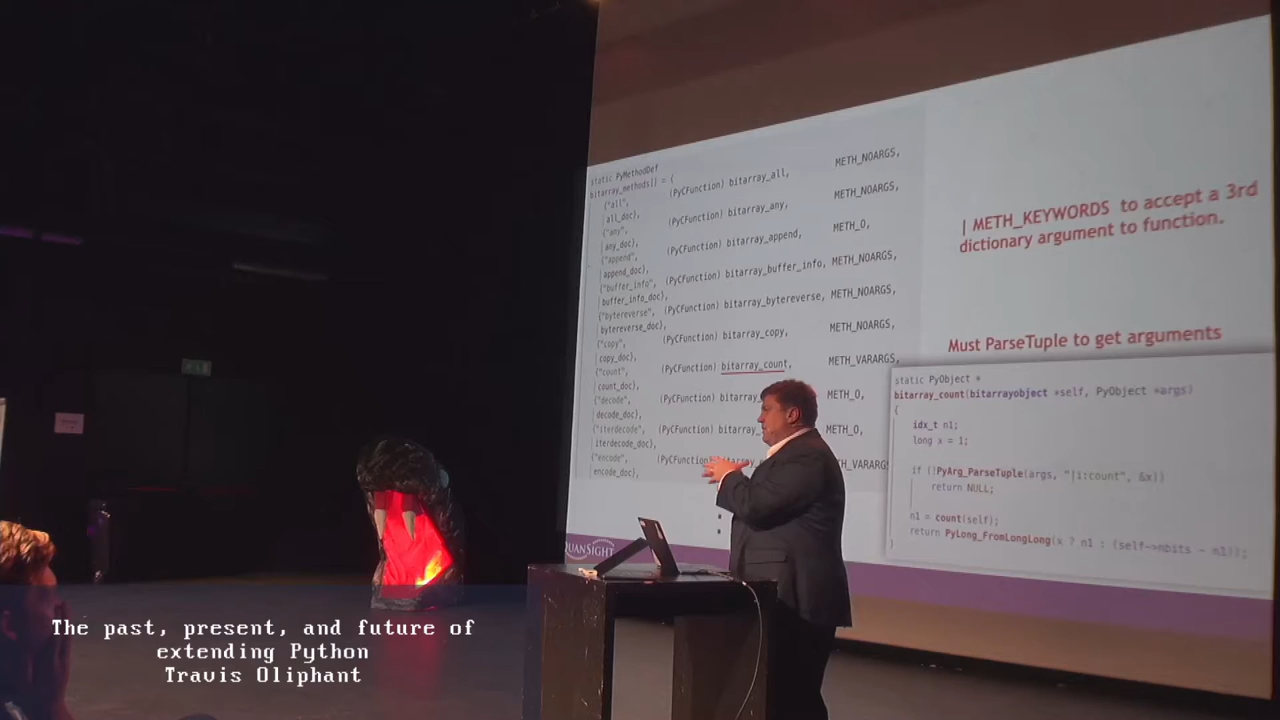 static PyMethodDef
bitarray_methods[] = {
{"all", (PyCFunction) bitarray_all, METH_NOARGS,
all_doc},
{"any", (PyCFunction) bitarray_any, METH_NOARGS,
any_doc},
{"append", (PyCFunction) bitarray_append, METH_O,
append_doc},
{"buffer_info", (PyCFunction) bitarray_buffer_info, METH_NOARGS,
buffer_info_doc},
{"bytereverse", (PyCFunction) bitarray_bytereverse, METH_NOARGS,
bytereverse_doc},
{"copy", (PyCFunction) bitarray_copy, METH_NOARGS,
copy_doc},
{"count", (PyCFunction) bitarray_count, METH_VARARGS,
count_doc},
{"decode", (PyCFunction) METH_O,
decode_doc},
{"iterdecode", (PyCFunction) METH_O,
iterdecode_doc},
{"encode", (PyCFunction) METH_VARARGS
encode_doc},
| METH_KEYWORDS to accept a 3rd
dictionary argument to function.
Must ParseTuple to get arguments
static PyObject *
bitarray_count(bitarrayobject *self, PyObject *args)
{
idx_t n1;
long x = 1;
if (!PyArg_ParseTuple(args, "|i:count", &x))
return NULL;
n1 = count(self);
return PyLong_FromLongLong(x ? n1 : (self->nbits - n1));
}
QUANSIGHT
The past, present, and future of
extending Python
Travis Oliphant